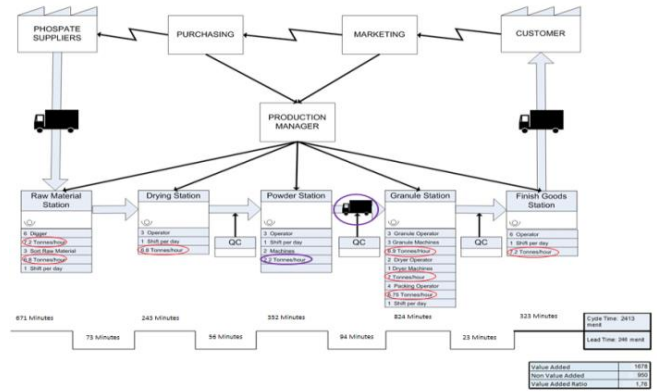 PHOSPATE
SUPPLIERS
PURCHASING
MARKETING
CUSTOMER
PRODUCTION
MANAGER
Raw Material
Station
6 Digger
7.2 Tonnes/hour
3 Sort Raw Material
6.8 Tonnes/hour
1 Shift per day
Drying Station
3 Operator
1 Shift per day
6.8 Tonnes/hour
QC
Powder Station
3 Operator
1 Shift per day
2 Machines
Tonnes/hour
QC
Granule Station
3 Granule Operator
3 Granule Machines
Tonnes/hour
2 Dryer Operator
1 Dryer Machines
7 Tonnes/hour
4 Packing Operator
6.75 Tonnes/hour
1 Shift per day
QC
Finish Goods
Station
6 Operator
1 Shift per day
7.2 Tonnes/hour
671 Minutes
73 Minutes
243 Minutes
56 Minutes
352 Minutes
94 Minutes
824 Minutes
23 Minutes
323 Minutes
Cycle Time: 2413
menit
Lead Time: 246 menit
Value Added 1678
Non Value Added 950
Value Added Ratio 1,76